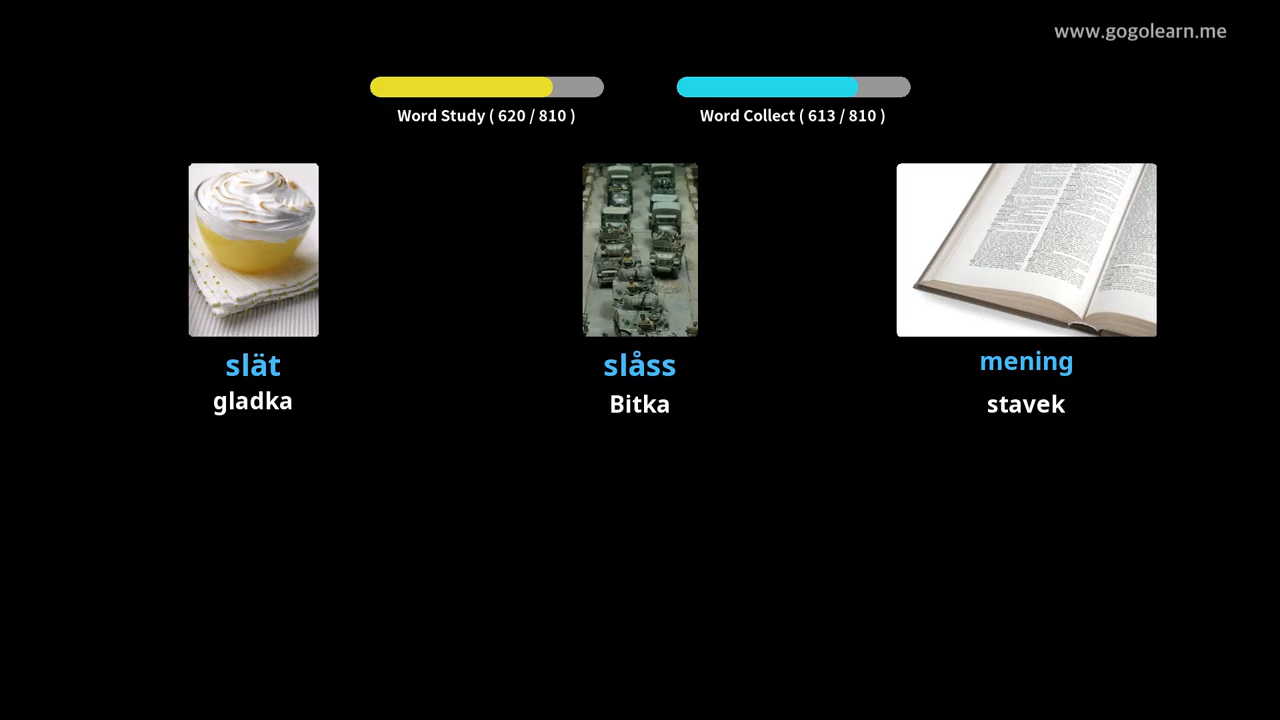 www.gogolearn.me
Word Study ( 620 / 810 )
Word Collect ( 613 / 810 )
slät
gladka
slåss
Bitka
mening
stavek